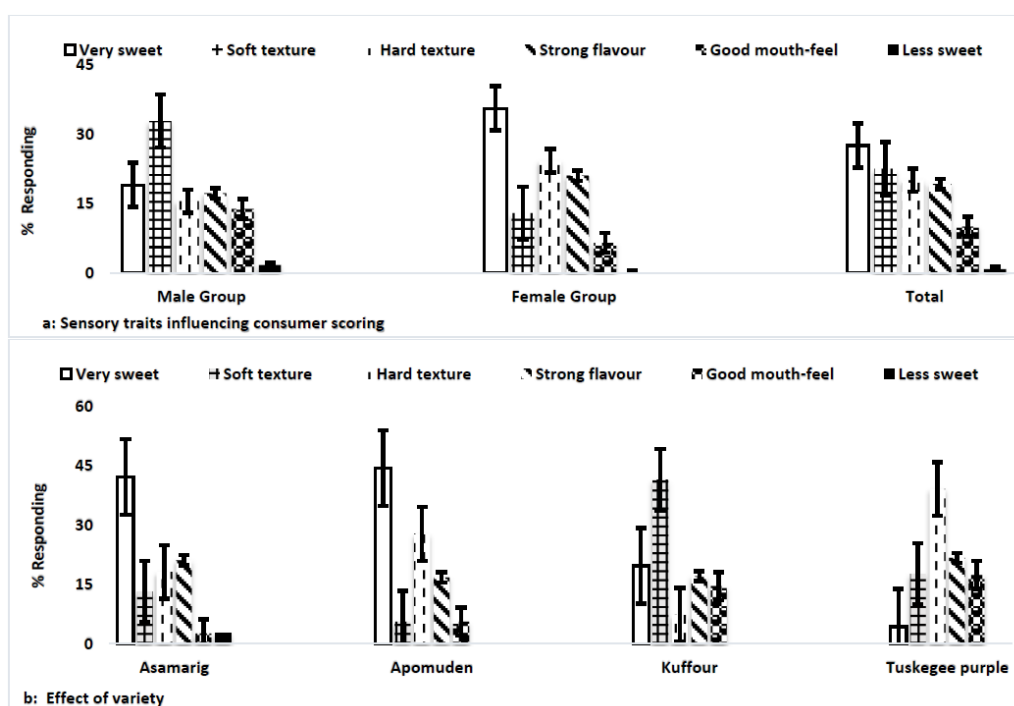 Very sweet Soft texture Hard texture Strong flavour Good mouth-feel Less sweet
45
30
15
0
% Responding
Male Group Female Group Total
a: Sensory traits influencing consumer scoring
Very sweet Soft texture Hard texture Strong flavour Good mouth-feel Less sweet
60
45
30
15
0
% Responding
Asamarig Apomuden Kuffour Tuskegee purple
b: Effect of variety